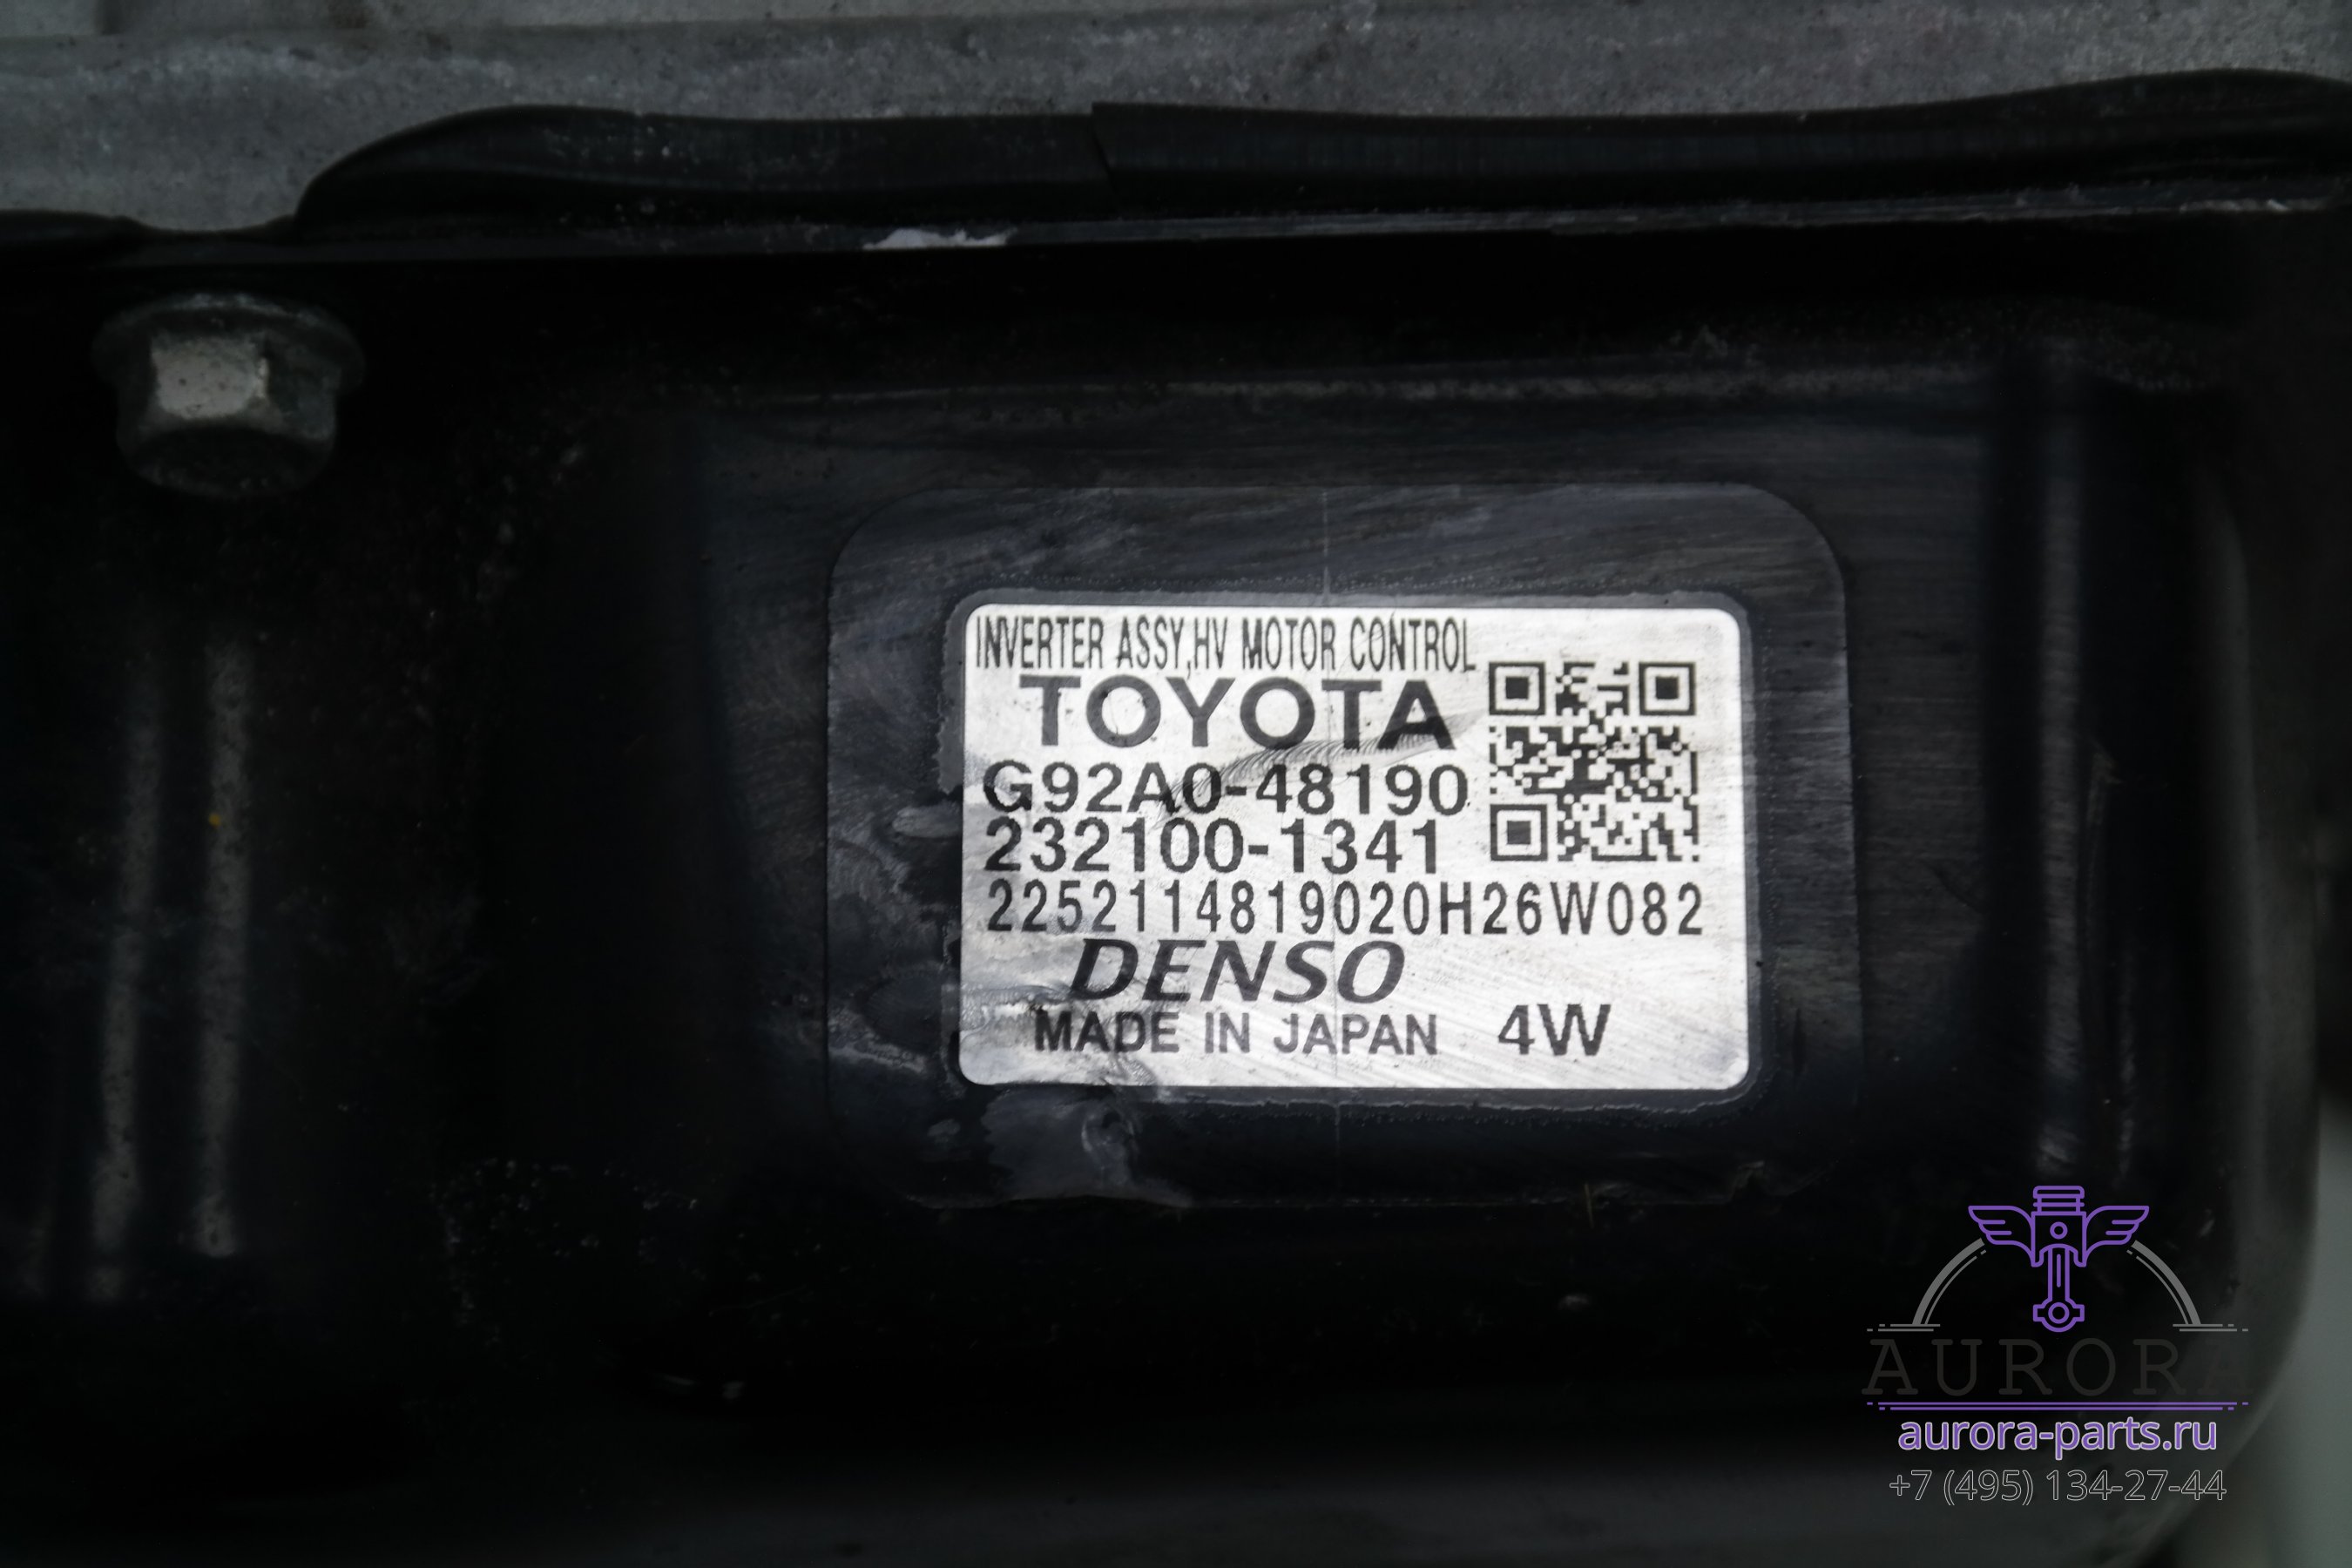 INVERTER ASSY,HV MOTOR CONTROL
TOYOTA
G92A0-48190
232100-1341
2252114819020H26W082
DENSO
MADE IN JAPAN 4W
AURORA
aurora-parts.ru
+7 (495) 134-27-44